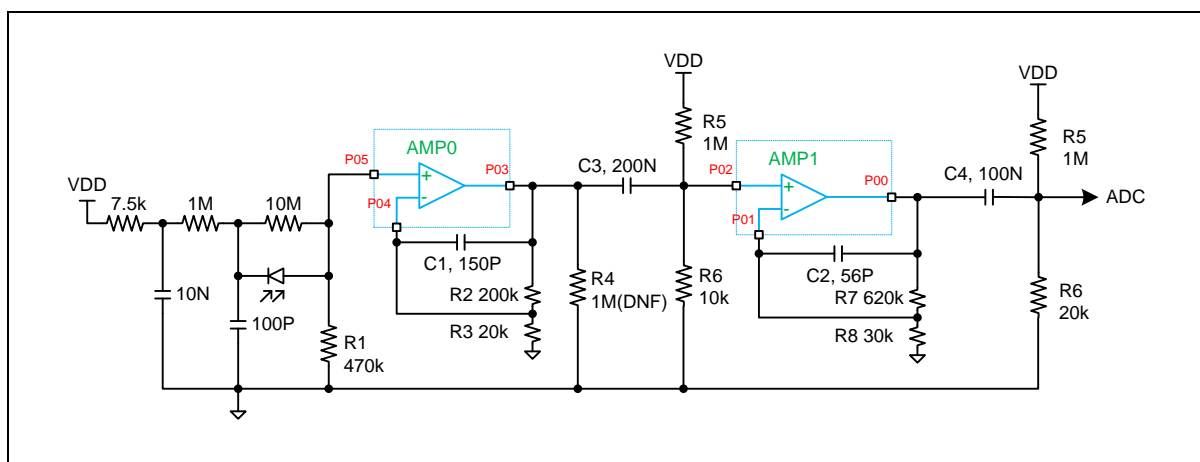 VDD
7.5k
1M
10M
10N
100P
R1
470k
P05
P04
AMP0
P03
+
-
C1, 150P
R2 200k
R3 20k
R4
1M(DNF)
C3, 200N
VDD
R5
1M
R6
10k
P02
P01
AMP1
P00
+
-
C2, 56P
R7 620k
R8 30k
C4, 100N
VDD
R5
1M
ADC
R6
20k